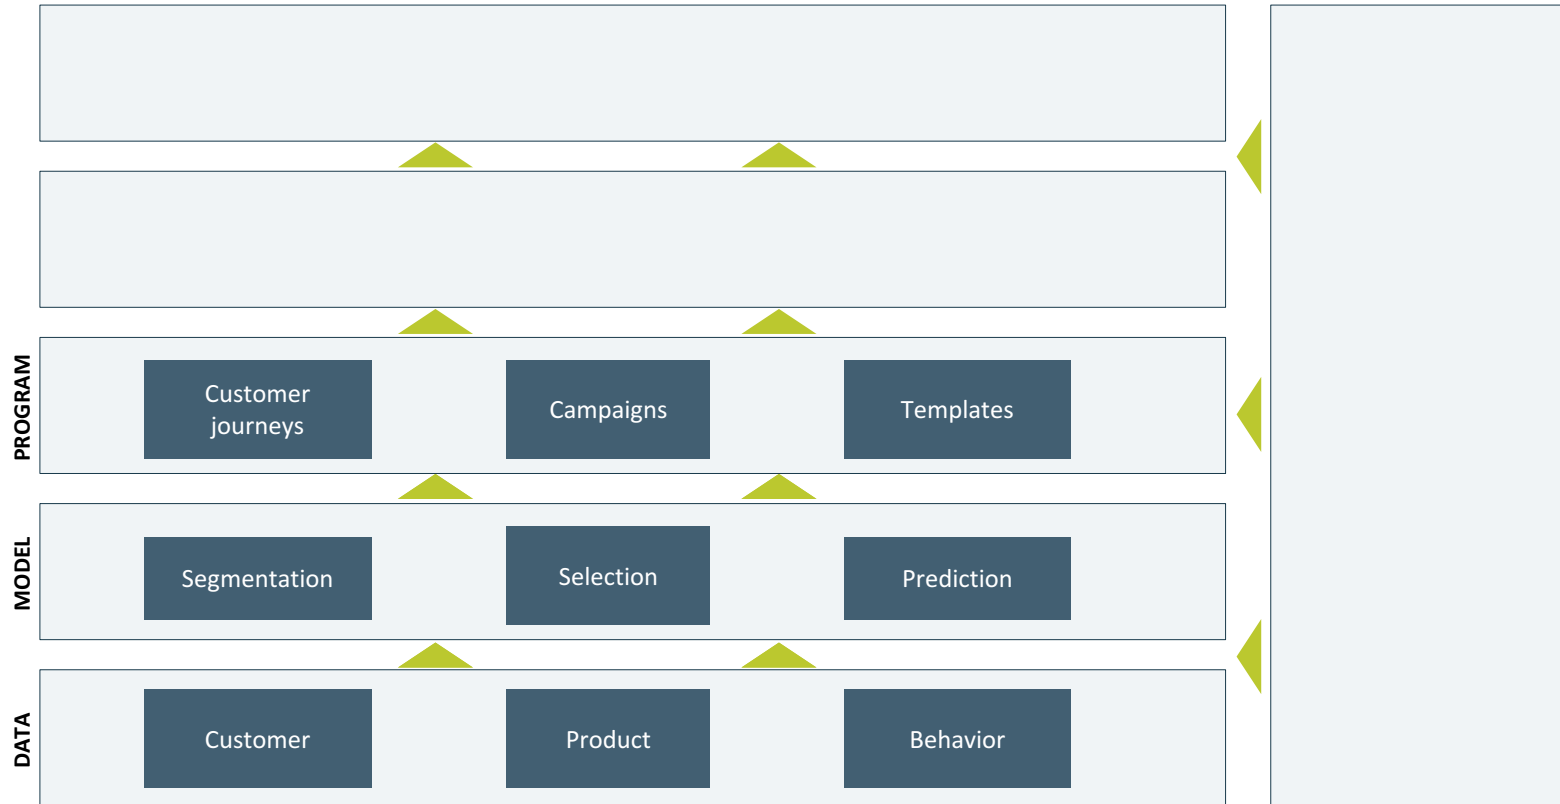 PROGRAM
Customer
journeys
Campaigns
Templates
MODEL
Segmentation
Selection
Prediction
DATA
Customer
Product
Behavior